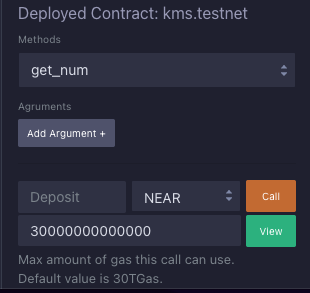 Deployed Contract: kms.testnet
Methods
get_num
Agruments
Add Argument +
Deposit NEAR Call
30000000000000 View
Max amount of gas this call can use.
Default value is 30TGas.